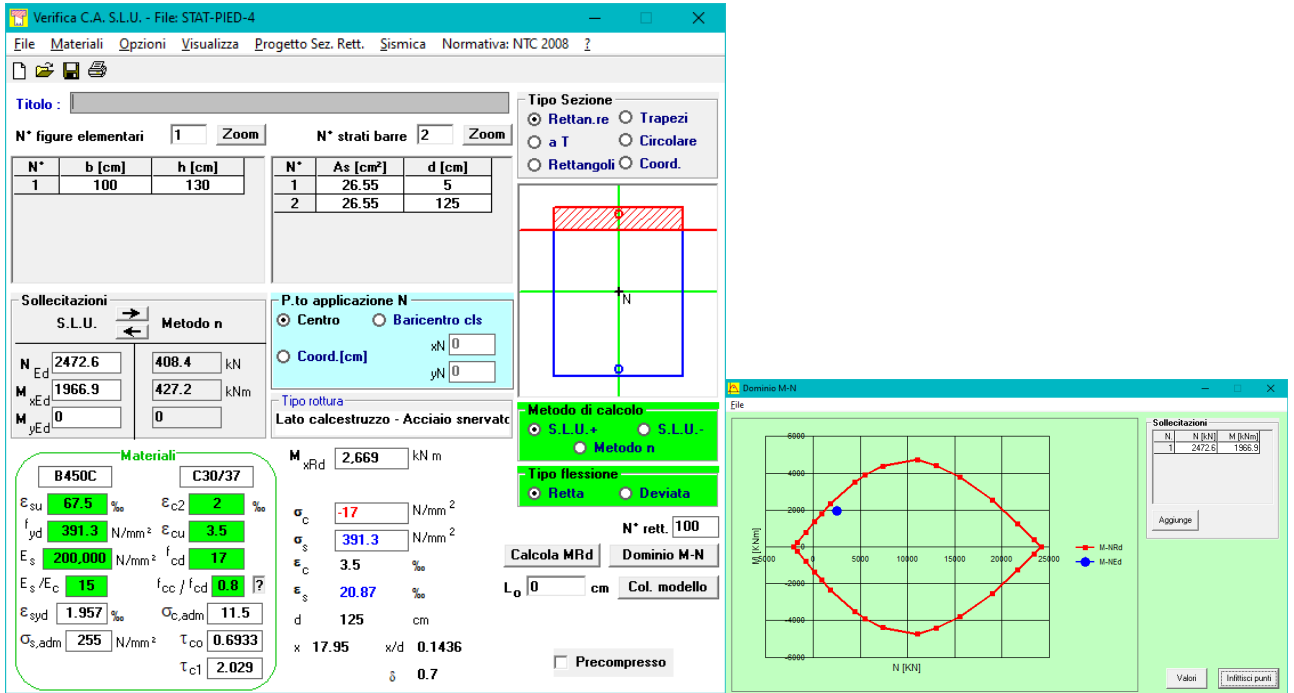 Verifica C.A. S.L.U. - File: STAT-PIED-4
File Materiali Opzioni Visualizza Progetto Sez. Rett. Sismica Normativa: NTC 2008 ?
Titolo :
N° figure elementari 1 Zoom
N° strati barre 2 Zoom
N° b [cm] h [cm]
1 100 130
N° As [cm²] d [cm]
1 26.55 5
2 26.55 125
Tipo Sezione
Rettan.re Trapezi
a T Circolare
Rettangoli Coord.
N
Sollecitazioni
S.L.U. Metodo n
N Ed 2472.6 408.4 kN
M xEd 1966.9 427.2 kNm
M yEd 0 0
P.to applicazione N
Centro Baricentro cls
Coord.[cm] xN 0
yN 0
Tipo rottura
Lato calcestruzzo - Acciaio snervato
Metodo di calcolo
S.L.U.+ S.L.U.-
Metodo n
Tipo flessione
Retta Deviata
Materiali
B450C C30/37
εsu 67.5 ‰ εc2 2 ‰
fyd 391.3 N/mm² εcu 3.5
Es 200,000 N/mm² fcd 17
Es/Ec 15 fcc / fcd 0.8 ?
εsyd 1.957 ‰ σc,adm 11.5
σs,adm 255 N/mm² τco 0.6933
τc1 2.029
M xRd 2,669 kN m
σc -17 N/mm²
σs 391.3 N/mm²
εc 3.5 ‰
εs 20.87 ‰
d 125 cm
x 17.95 x/d 0.1436
δ 0.7
N° rett. 100
Calcola MRd Dominio M-N
Lo 0 cm Col. modello
Precompresso
Dominio M-N
File
6000
4000
2000
0
-5000 0 5000 10000 15000 20000 25000
-2000
-4000
-6000
M [KNm]
N [KN]
M-NRd
M-NEd
Sollecitazioni
N. N [kN] M [kNm]
1 2472.6 1966.9
Aggiunge
Valori Infittisci punti